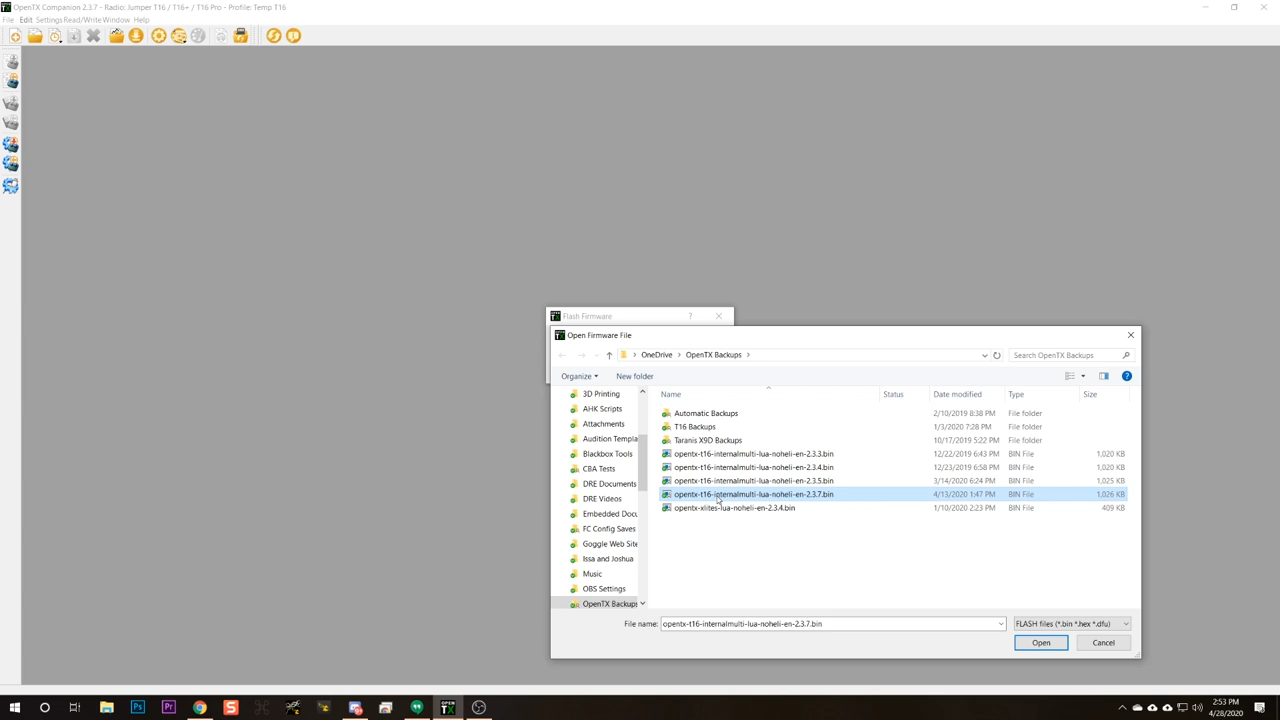 OpenTX Companion 2.3.7 - Radio: Jumper T16 / T16+ / T16 Pro - Profile: Temp T16
File Edit Settings Read/Write Window Help
Flash Firmware
Open Firmware File
OneDrive > OpenTX Backups >
Search OpenTX Backups
Organize
New folder
Name Status Date modified Type Size
3D Printing
AHK Scripts
Attachments
Audition Templa
Blackbox Tools
CBA Tests
DRE Documents
DRE Videos
Embedded Docu
FC Config Saves
Goggle Web Site
Issa and Joshua
Music
OBS Settings
OpenTX Backups
Automatic Backups 2/10/2019 8:38 PM File folder
T16 Backups 1/3/2020 7:28 PM File folder
Taranis X9D Backups 10/17/2019 5:22 PM File folder
opentx-t16-internalmulti-lua-noheli-en-2.3.3.bin 12/22/2019 6:43 PM BIN File 1,020 KB
opentx-t16-internalmulti-lua-noheli-en-2.3.4.bin 12/23/2019 6:58 PM BIN File 1,020 KB
opentx-t16-internalmulti-lua-noheli-en-2.3.5.bin 3/14/2020 6:24 PM BIN File 1,025 KB
opentx-t16-internalmulti-lua-noheli-en-2.3.7.bin 4/13/2020 1:47 PM BIN File 1,026 KB
opentx-xlites-lua-noheli-en-2.3.4.bin 1/10/2020 2:23 PM BIN File 409 KB
File name: opentx-t16-internalmulti-lua-noheli-en-2.3.7.bin
FLASH files (*.bin *.hex *.dfu)
Open
Cancel
Ps
Pr
S
OPEN
TX
2:53 PM
4/28/2020